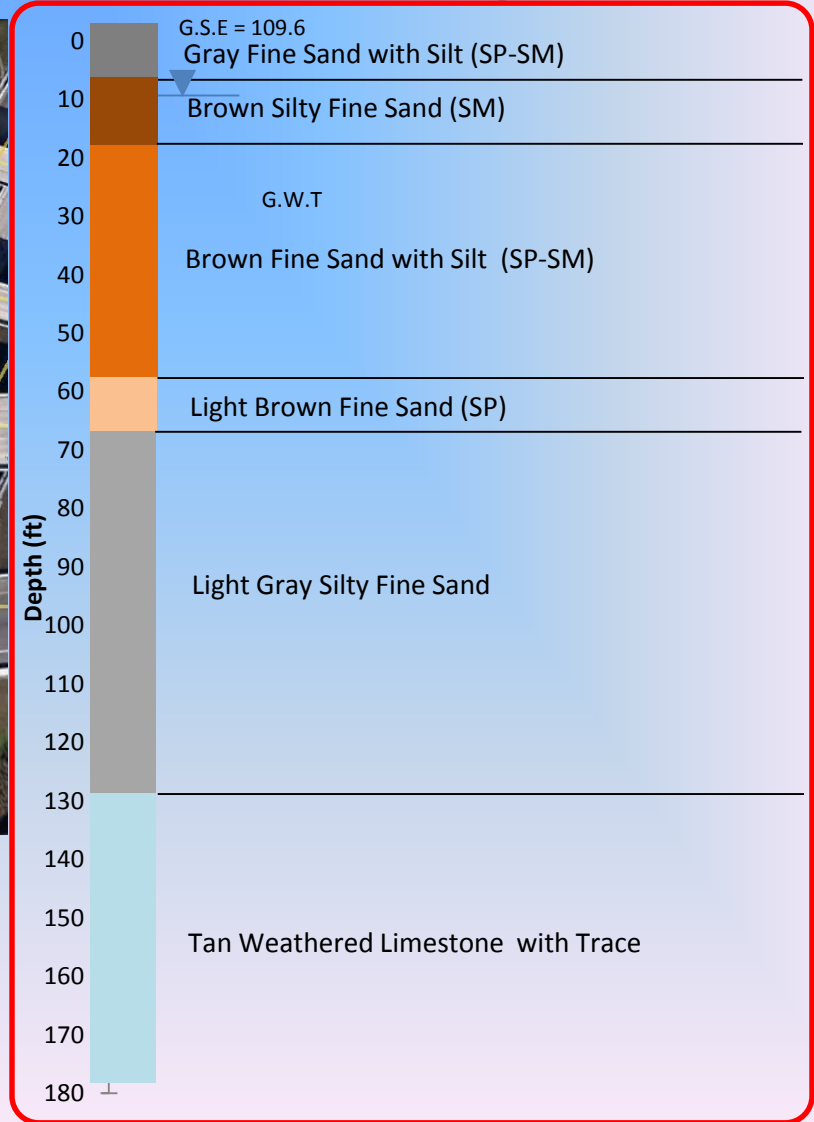 G.S.E = 109.6
0
Gray Fine Sand with Silt (SP-SM)
10
Brown Silty Fine Sand (SM)
20
G.W.T
30
Brown Fine Sand with Silt (SP-SM)
40
50
60
Light Brown Fine Sand (SP)
70
80
Depth (ft)
90
Light Gray Silty Fine Sand
100
110
120
130
140
150
Tan Weathered Limestone with Trace
160
170
180